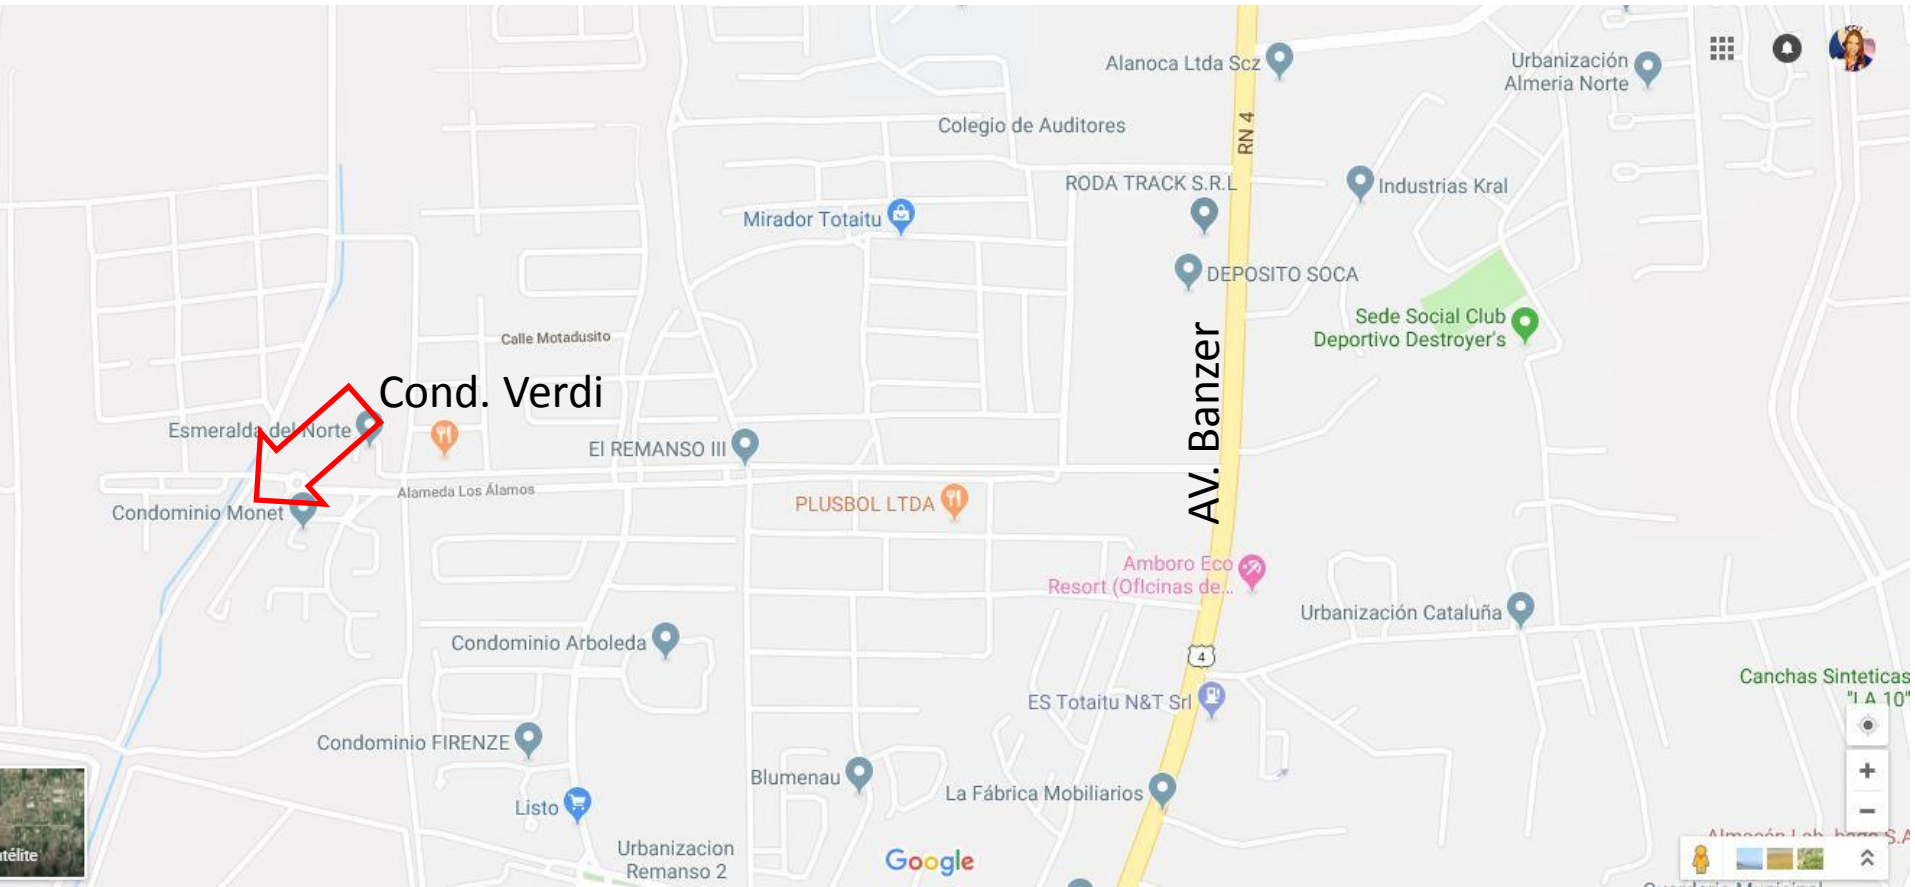 Alanoca Ltda Scz
Urbanización
Almeria Norte
Colegio de Auditores
RN 4
RODA TRACK S.R.L
Industrias Kral
Mirador Totaitu
DEPOSITO SOCA
Sede Social Club
Deportivo Destroyer's
Calle Motadusito
AV. Banzer
Cond. Verdi
Esmeralda del Norte
El REMANSO III
Alameda Los Álamos
PLUSBOL LTDA
Condominio Monet
Amboro Eco
Resort (Oficinas de...
Urbanización Cataluña
Condominio Arboleda
4
Canchas Sinteticas
"LA 10"
ES Totaitu N&T Srl
Condominio FIRENZE
Blumenau
La Fábrica Mobiliarios
Listo
Urbanizacion
Remanso 2
Google
télite